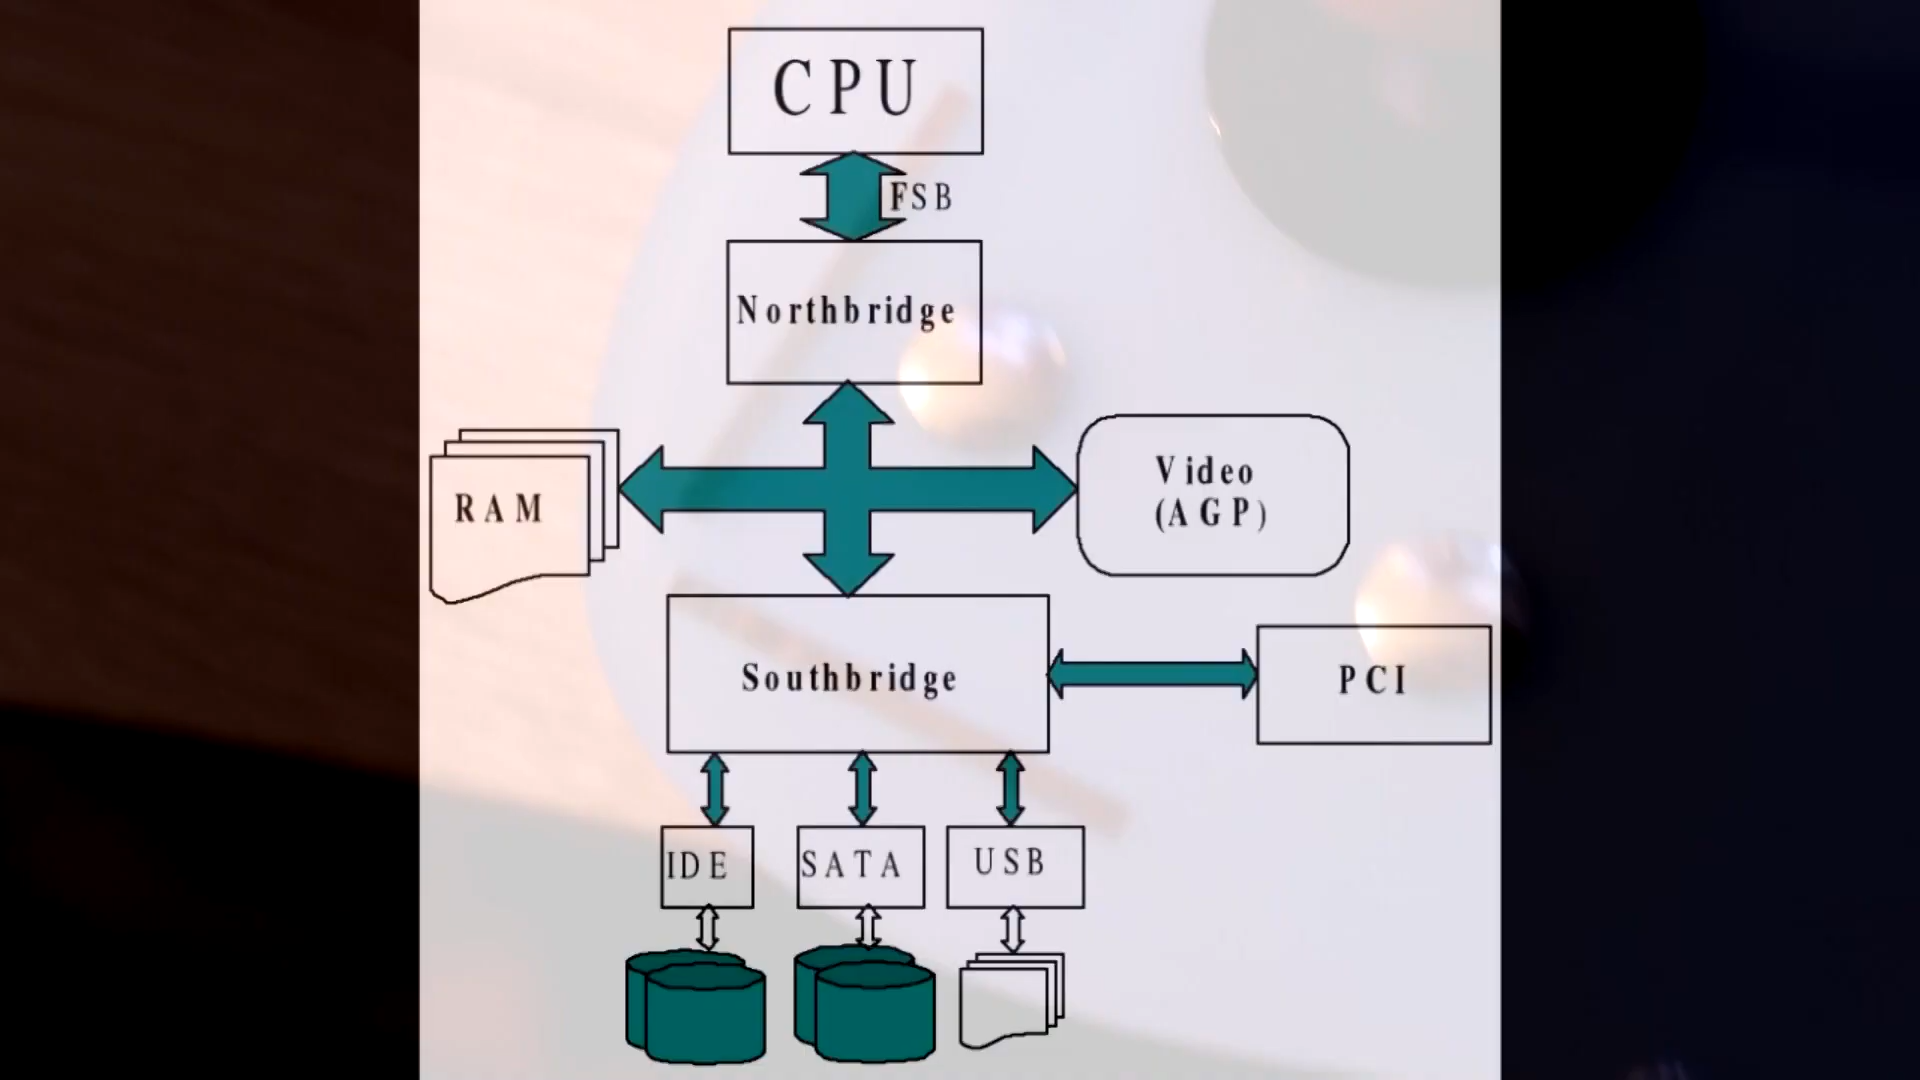 CPU
FSB
Northbridge
RAM
Video
(AGP)
Southbridge
PCI
IDE
SATA
USB